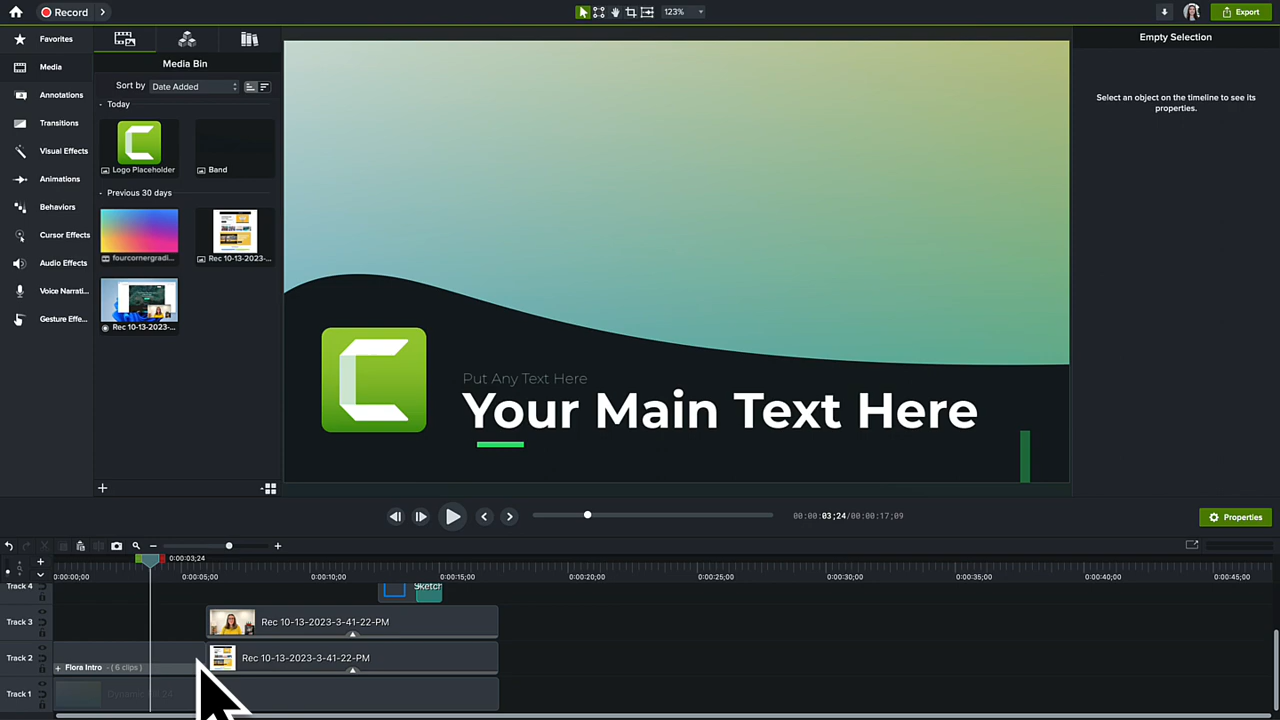 Record
123%
Export
Favorites
Media
Annotations
Transitions
Visual Effects
Animations
Behaviors
Cursor Effects
Audio Effects
Voice Narrati...
Gesture Effe...
Media Bin
Sort by Date Added
Today
Logo Placeholder
Band
Previous 30 days
fourcornergradi...
Rec 10-13-2023-...
Rec 10-13-2023-...
Put Any Text Here
Your Main Text Here
Empty Selection
Select an object on the timeline to see its
properties.
00:00:03;24/00:00:17;09
Properties
0:00:03;24
0:00:00;00 0:00:05;00 0:00:10;00 0:00:15;00 0:00:20;00 0:00:25;00 0:00:30;00 0:00:35;00 0:00:40;00 0:00:45;00
Track 4
Sketch
Track 3
Rec 10-13-2023-3-41-22-PM
Track 2
+ Flora Intro - ( 6 clips )
Rec 10-13-2023-3-41-22-PM
Track 1